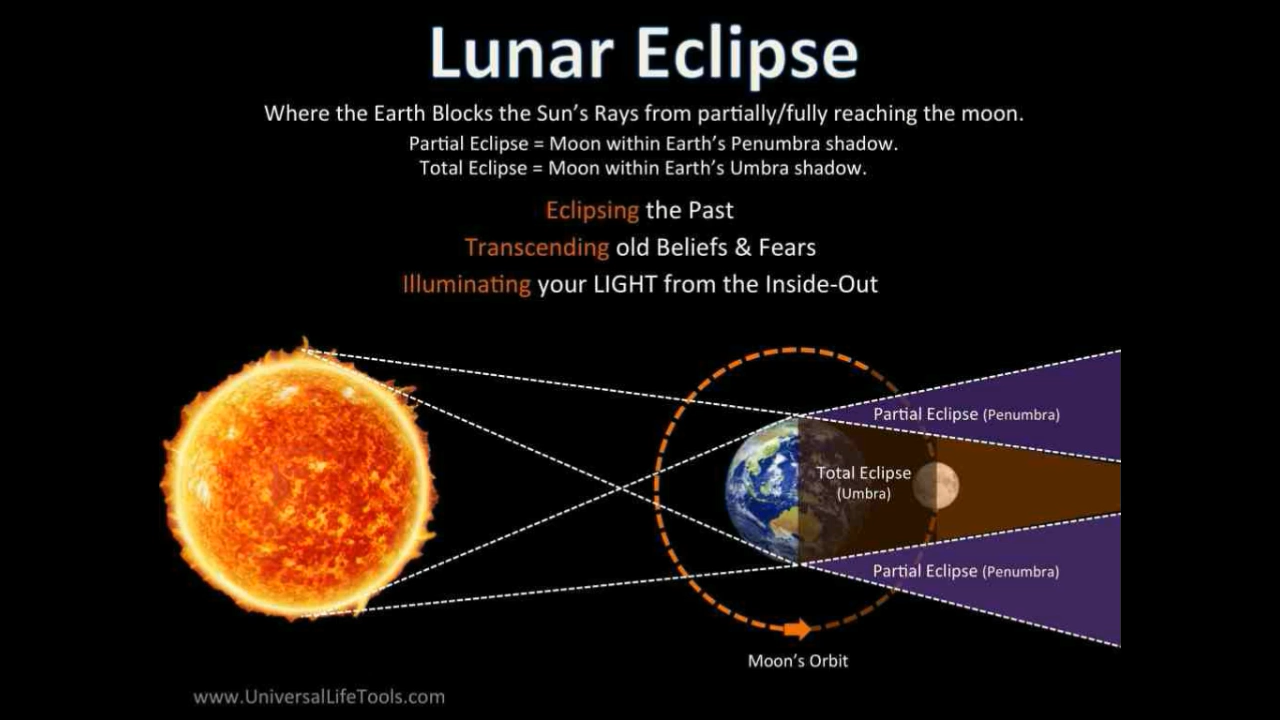 Lunar Eclipse
Where the Earth Blocks the Sun's Rays from partially/fully reaching the moon.
Partial Eclipse = Moon within Earth's Penumbra shadow.
Total Eclipse = Moon within Earth's Umbra shadow.
Eclipsing the Past
Transcending old Beliefs & Fears
Illuminating your LIGHT from the Inside-Out
Partial Eclipse (Penumbra)
Total Eclipse
(Umbra)
Partial Eclipse (Penumbra)
Moon's Orbit
www.UniversalLifeTools.com